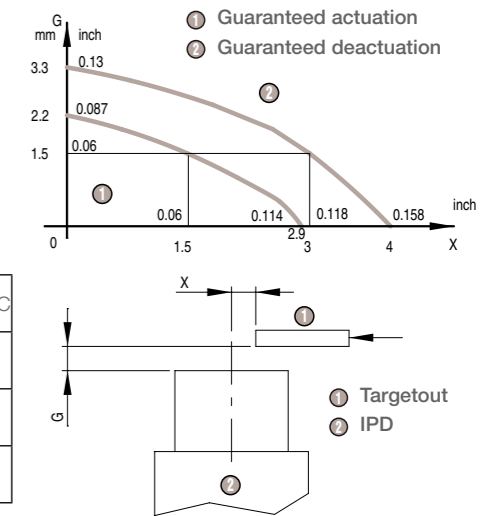 G
mm inch
① Guaranteed actuation
② Guaranteed deactuation
3.3 0.13
②
2.2 0.087
1.5 0.06
①
0.06 0.114 0.118 0.158 inch
2.9
0 1.5 3 4 X
C
X
①
G
① Targetout
② IPD
②